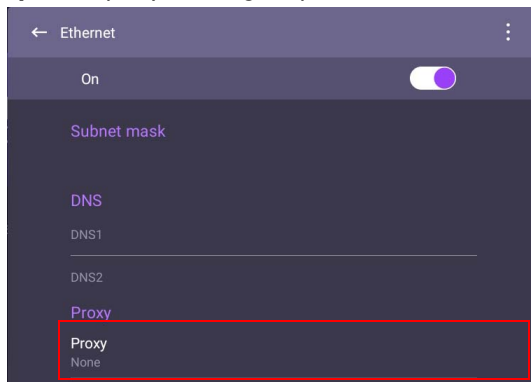 Ethernet
On
Subnet mask
DNS
DNS1
DNS2
Proxy
Proxy
None